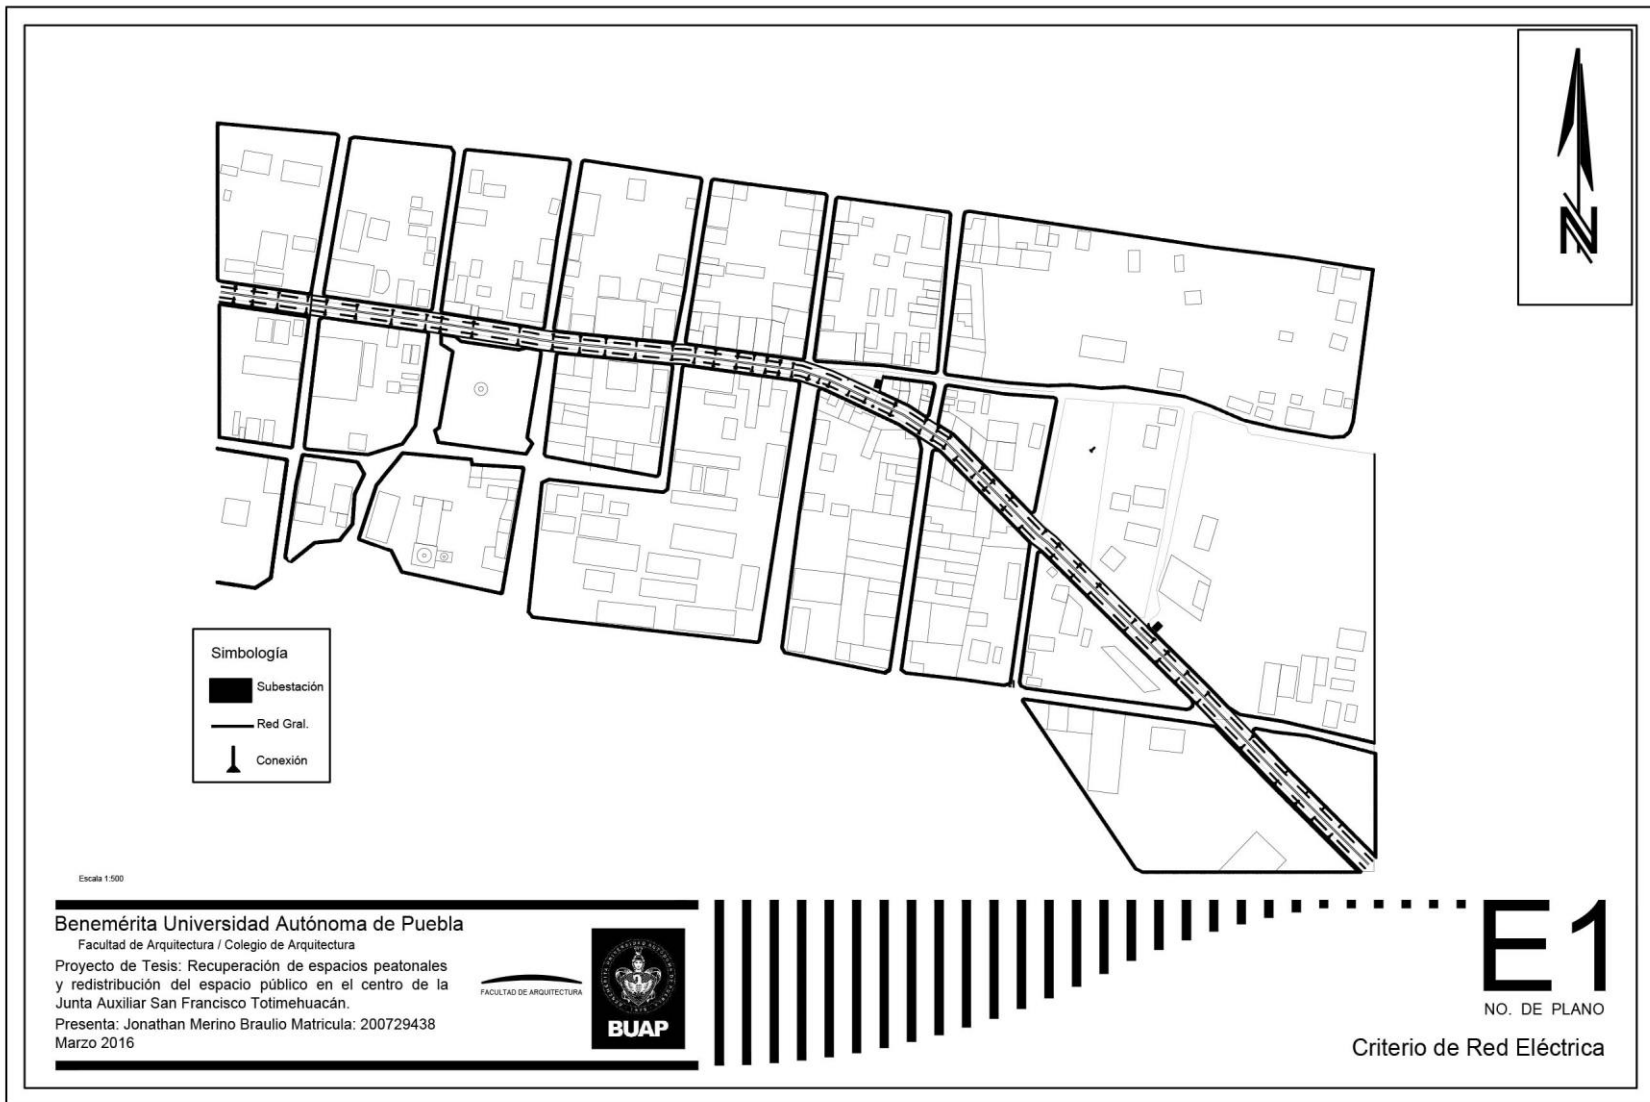 N
Simbología
Subestación
Red Gral.
Conexión
Escala 1:500
Benemérita Universidad Autónoma de Puebla
Facultad de Arquitectura / Colegio de Arquitectura
Proyecto de Tesis: Recuperación de espacios peatonales
y redistribución del espacio público en el centro de la
Junta Auxiliar San Francisco Totimehuacán.
Presenta: Jonathan Merino Braulio Matricula: 200729438
Marzo 2016
FACULTAD DE ARQUITECTURA
BUAP
E1
NO. DE PLANO
Criterio de Red Eléctrica